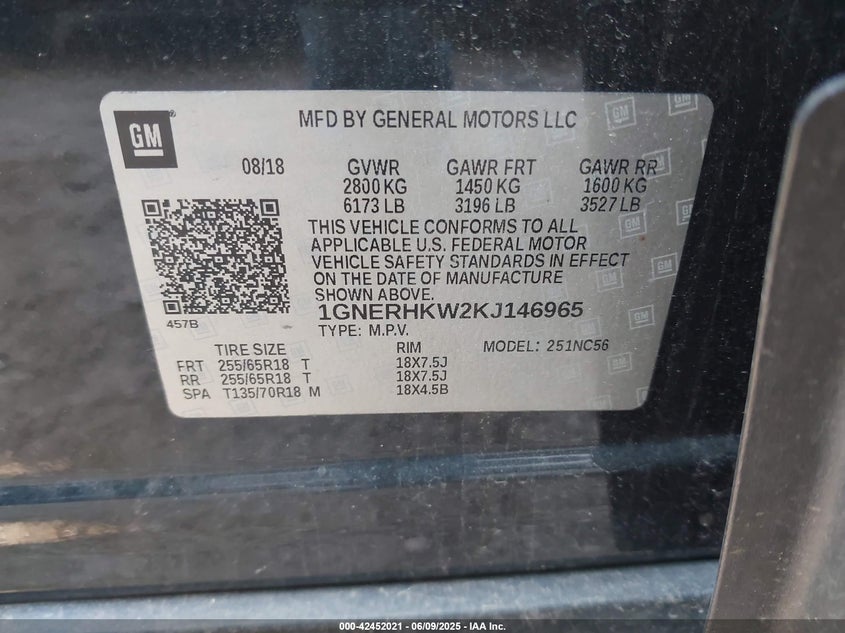 GM
MFD BY GENERAL MOTORS LLC
08/18 GVWR GAWR FRT GAWR RR
2800 KG 1450 KG 1600 KG
6173 LB 3196 LB 3527 LB
THIS VEHICLE CONFORMS TO ALL
APPLICABLE U.S. FEDERAL MOTOR
VEHICLE SAFETY STANDARDS IN EFFECT
ON THE DATE OF MANUFACTURE
SHOWN ABOVE.
1GNERHKW2KJ146965
457B
TYPE: M.P.V.
TIRE SIZE RIM MODEL: 251NC56
FRT 255/65R18 T 18X7.5J
RR 255/65R18 T 18X7.5J
SPA T135/70R18 M 18X4.5B
000-42452021 - 06/09/2025 - IAA Inc.